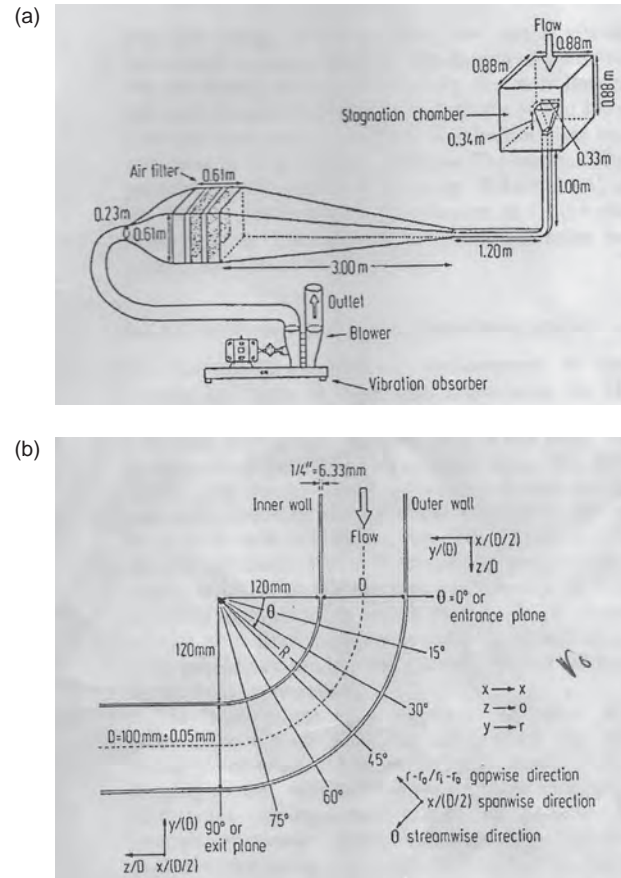 (a)
Flow
0.88m
0.88m
0.88m
Stagnation chamber
0.34m
0.33m
1.00m
Air filter
0.61m
0.23m
0.61m
3.00m
1.20m
Outlet
Blower
Vibration absorber
(b)
1/4"=6.33mm
Inner wall
Outer wall
Flow
y/(D)
x/(D/2)
z/D
120mm
D
θ=0° or
entrance plane
θ
R
120mm
15°
30°
45°
60°
75°
90° or
exit plane
D=100mm±0.05mm
x→x
z→o
y→r
r-r₀/rᵢ-r₀ gapwise direction
x/(D/2) spanwise direction
θ streamwise direction
y/(D)
z/D x/(D/2)